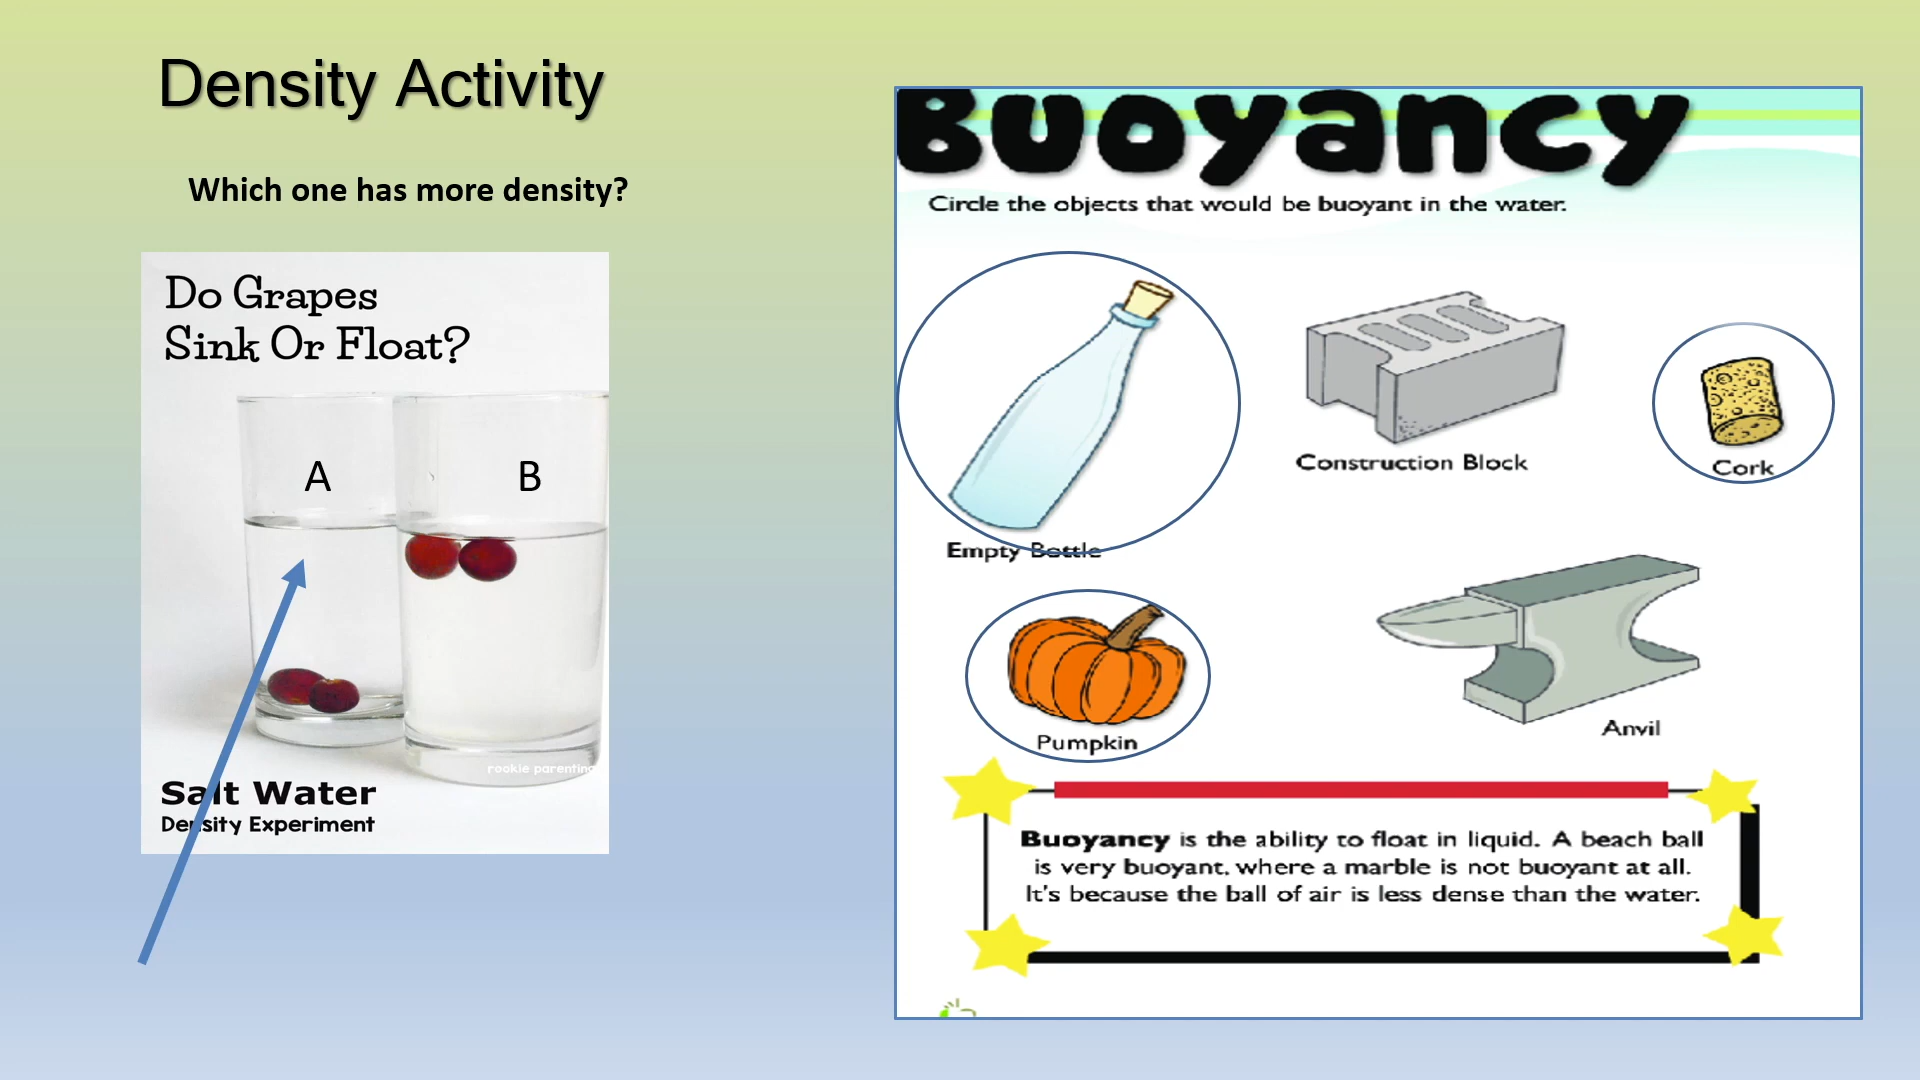 Density Activity
Which one has more density?
Do Grapes
Sink Or Float?
A
B
rookie parenting
Salt Water
Density Experiment
Buoyancy
Circle the objects that would be buoyant in the water.
Empty Bottle
Construction Block
Cork
Pumpkin
Anvil
Buoyancy is the ability to float in liquid. A beach ball
is very buoyant, where a marble is not buoyant at all.
It's because the ball of air is less dense than the water.